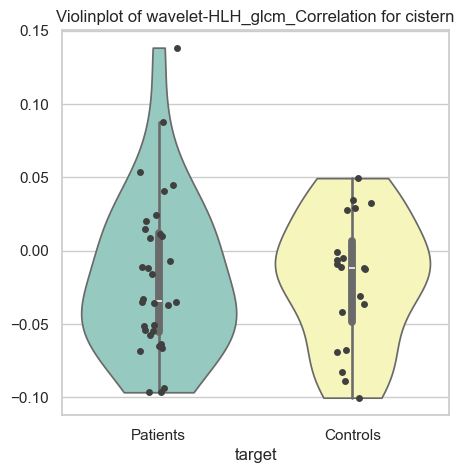 Violinplot of wavelet-HLH_glcm_Correlation for cistern
0.15
0.10
0.05
0.00
−0.05
−0.10
Patients Controls
target